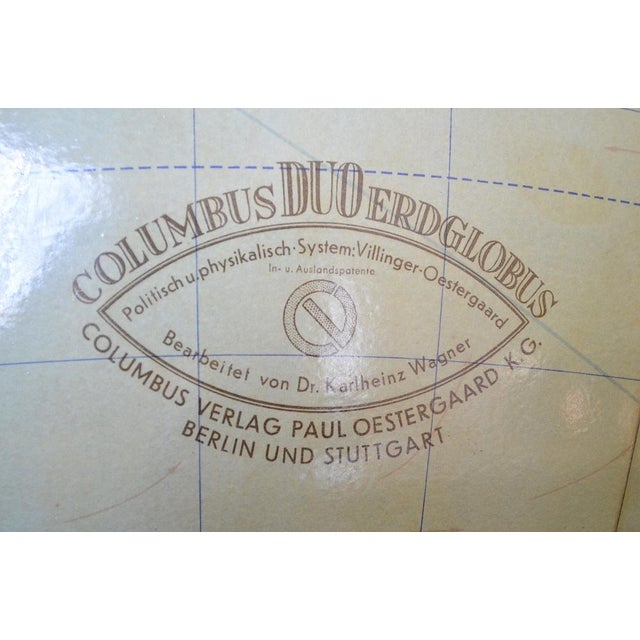 COLUMBUS DUO ERDGLOBUS
Politisch u. physikalisch · System: Villinger-Oestergaard
In- u. Auslandspatente
Bearbeitet von Dr. Karlheinz Wagner
COLUMBUS VERLAG PAUL OESTERGAARD K.G.
BERLIN UND STUTTGART